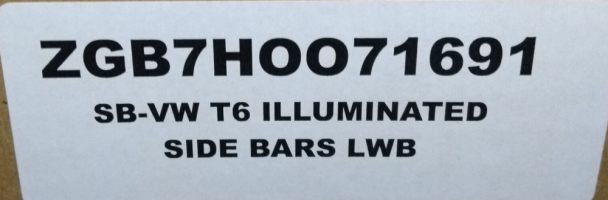 ZGB7HOO71691
SB-VW T6 ILLUMINATED
SIDE BARS LWB